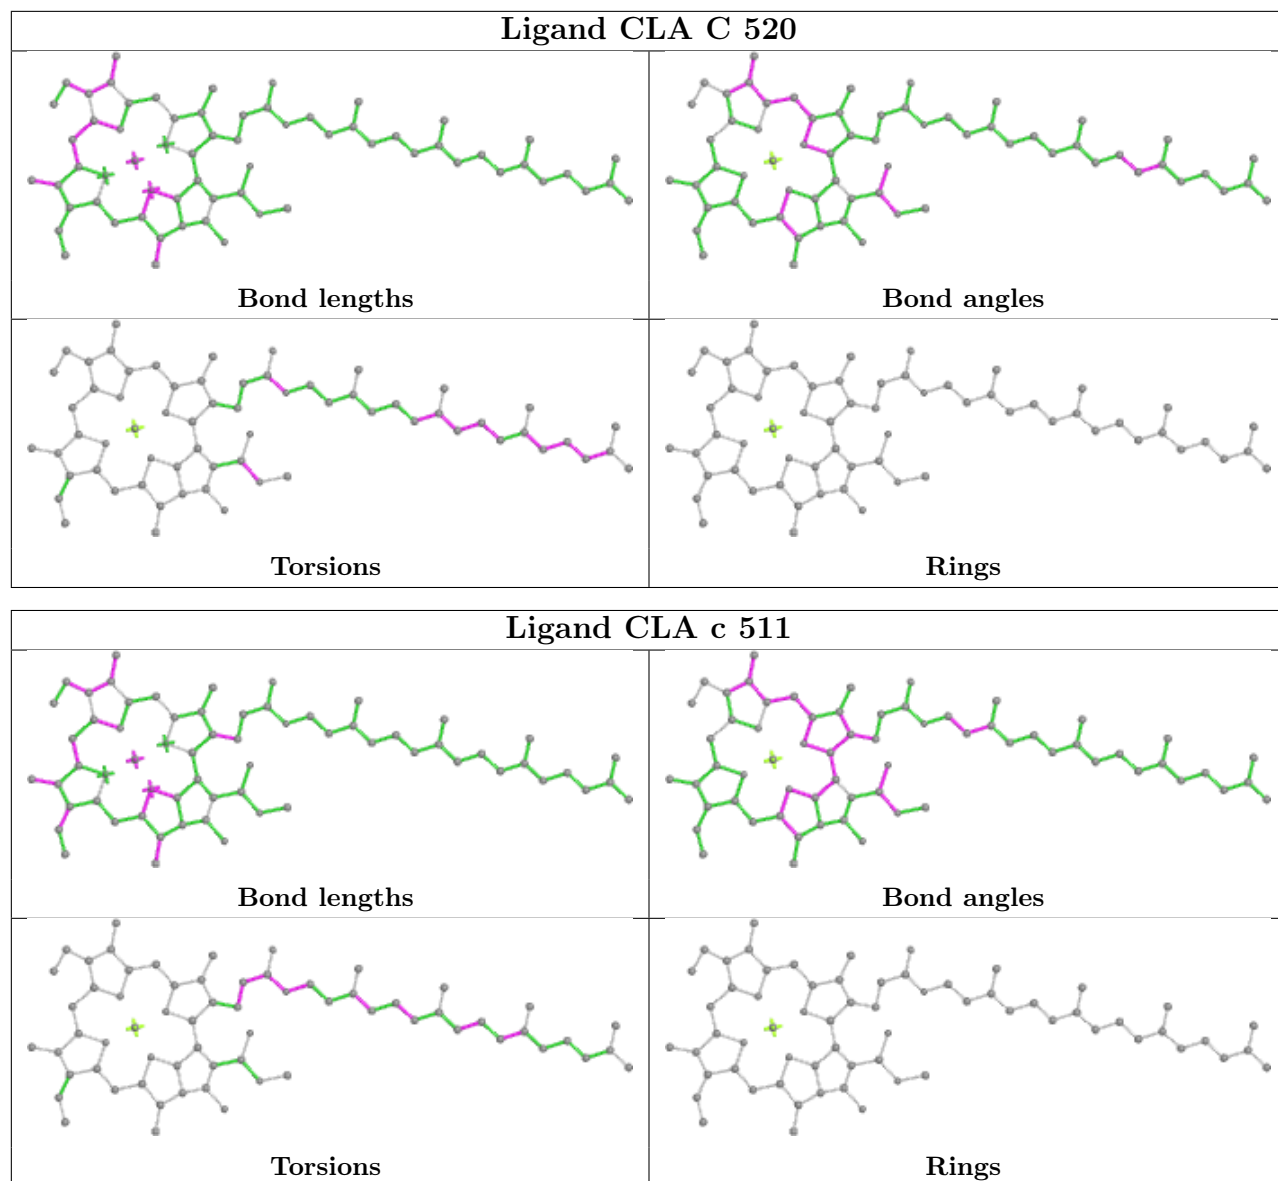 Ligand CLA C 520
Bond lengths
Bond angles
Torsions
Rings
Ligand CLA c 511
Bond lengths
Bond angles
Torsions
Rings